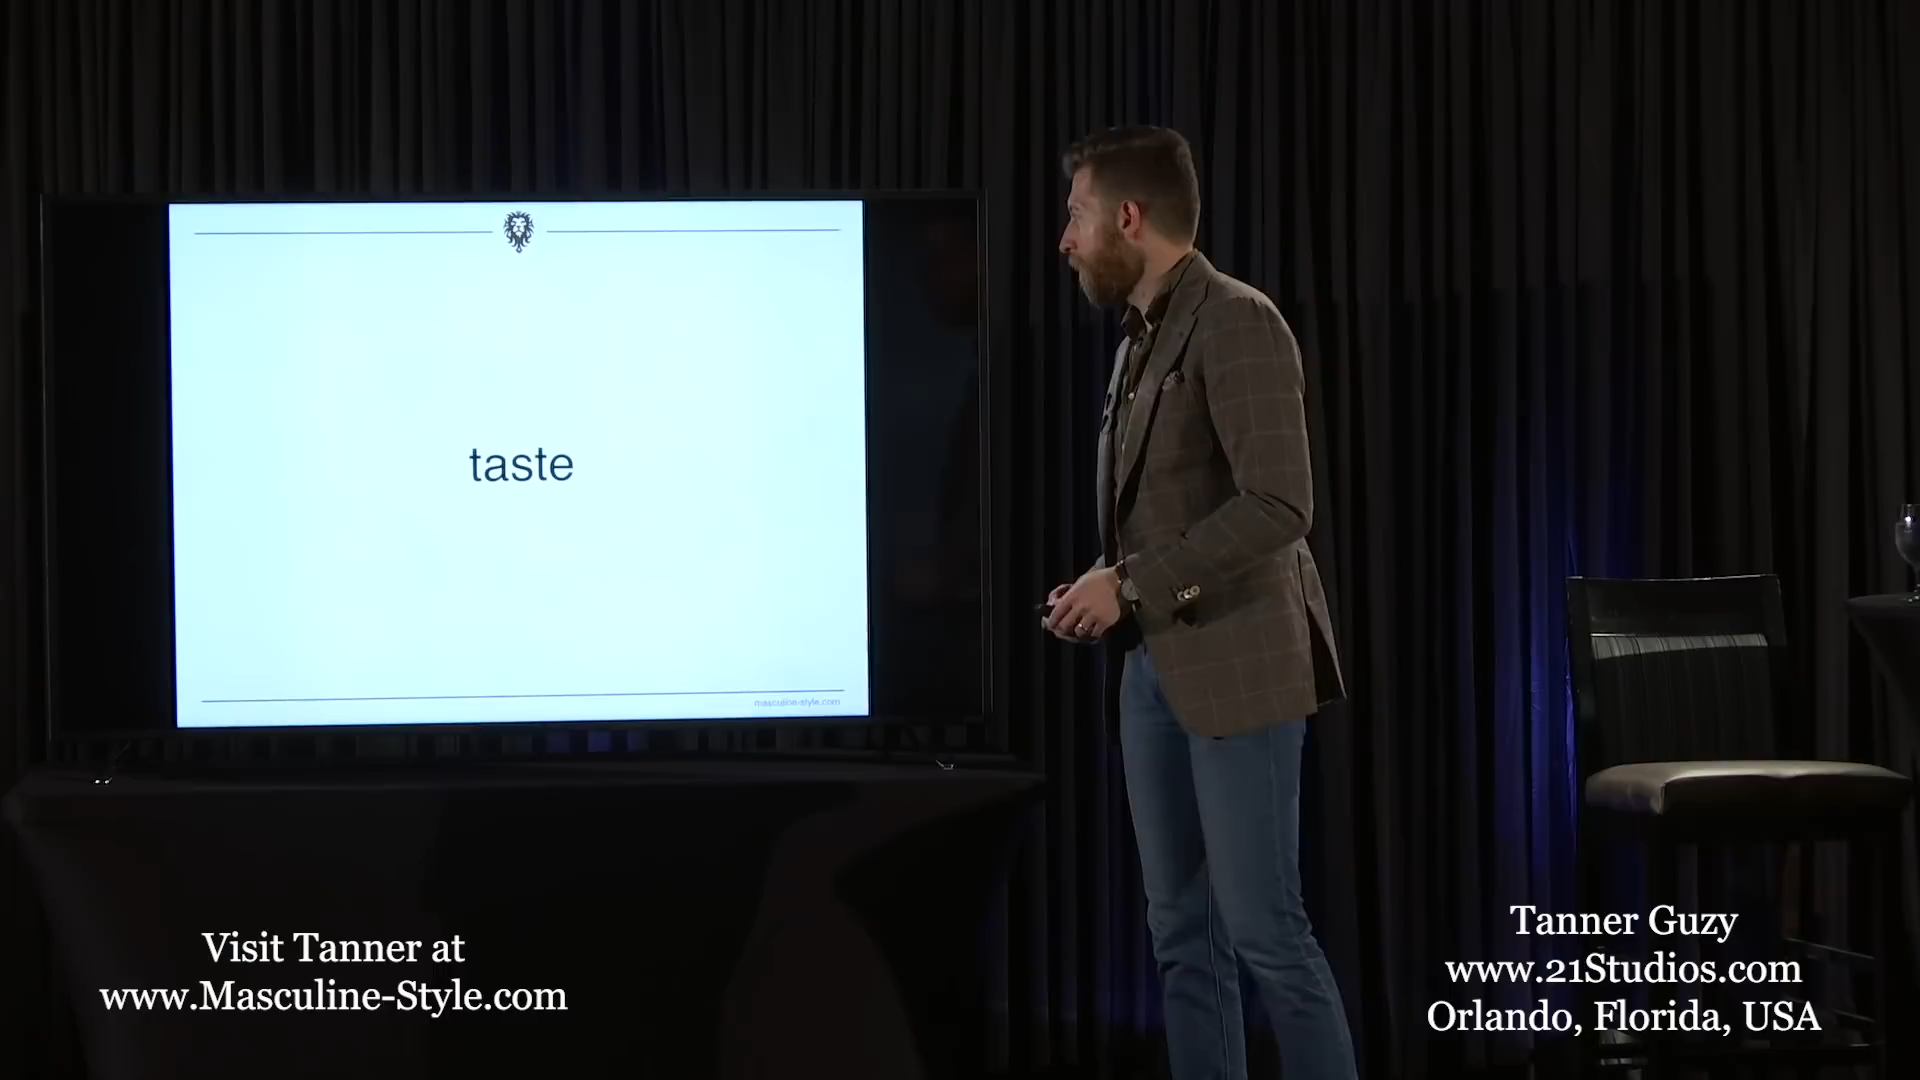 taste
masculine-style.com
Visit Tanner at
www.Masculine-Style.com
Tanner Guzy
www.21Studios.com
Orlando, Florida, USA